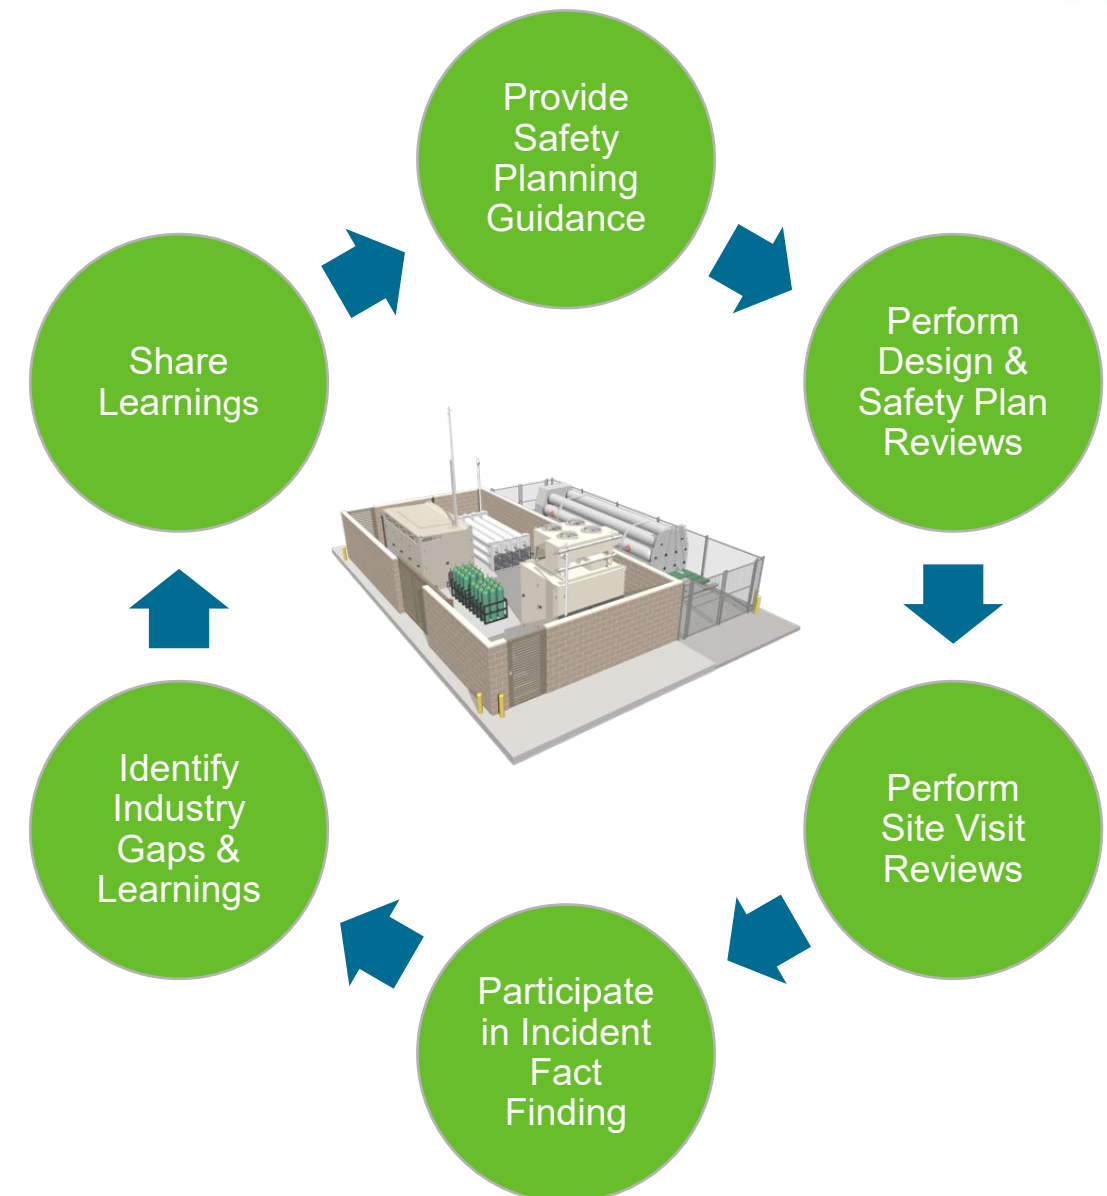 Provide
Safety
Planning
Guidance
Perform
Design &
Safety Plan
Reviews
Perform
Site Visit
Reviews
Participate
in Incident
Fact
Finding
Identify
Industry
Gaps &
Learnings
Share
Learnings